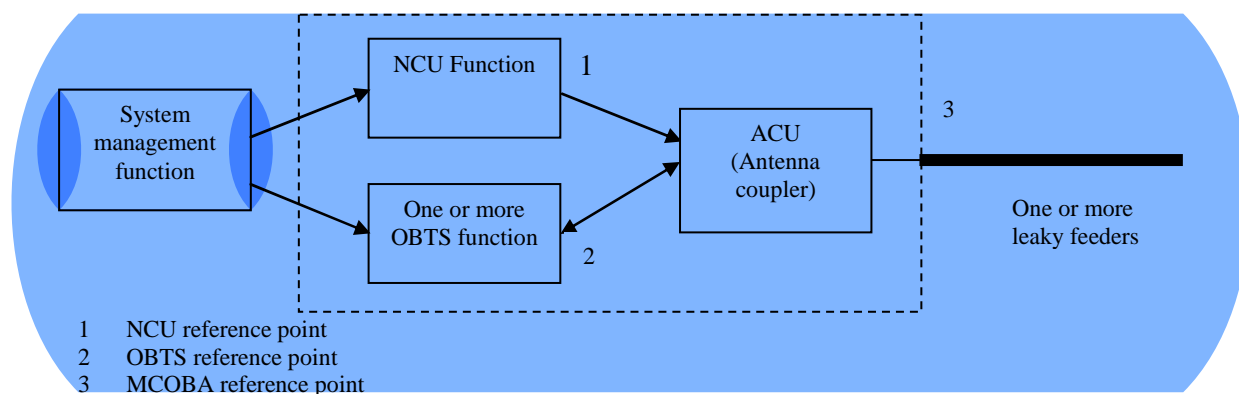 NCU Function
1
System
management
function
ACU
(Antenna
coupler)
3
One or more
OBTS function
2
One or more
leaky feeders
1 NCU reference point
2 OBTS reference point
3 MCOBA reference point